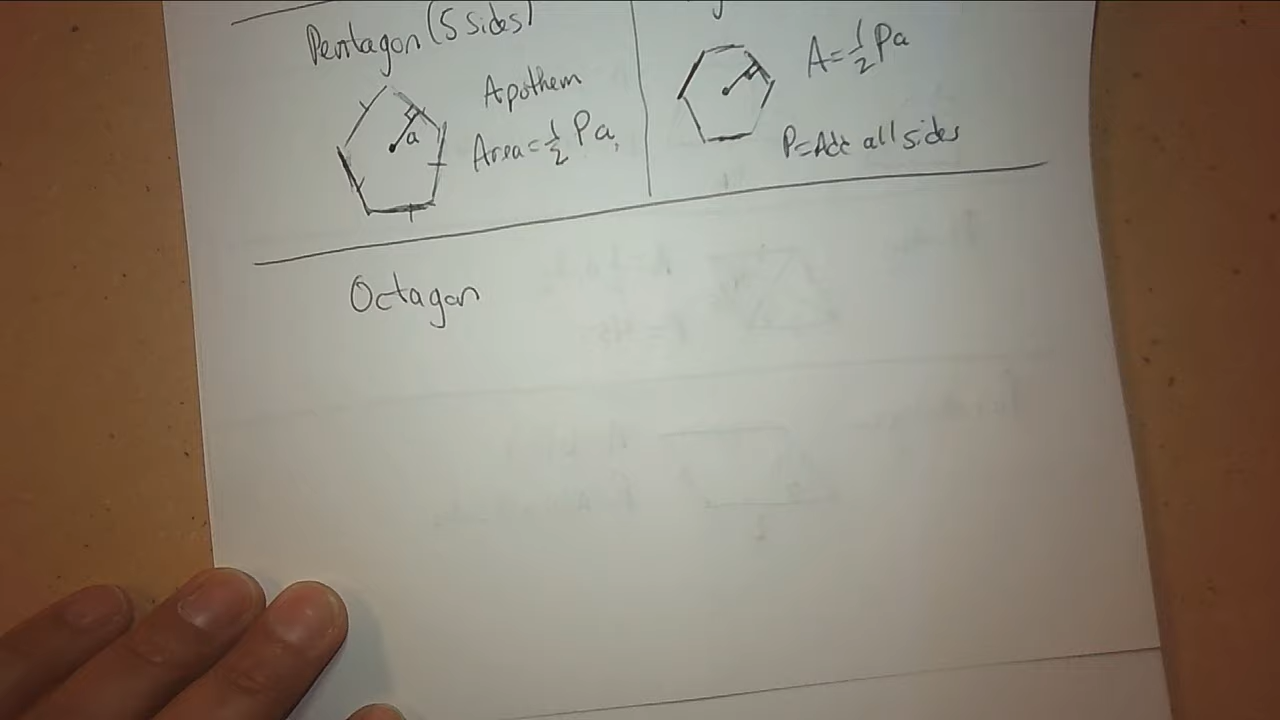 Pentagon (5 sides)
Apothem
a
Area = 1/2 Pa,
A = 1/2 Pa
P = Add all sides
Octagon